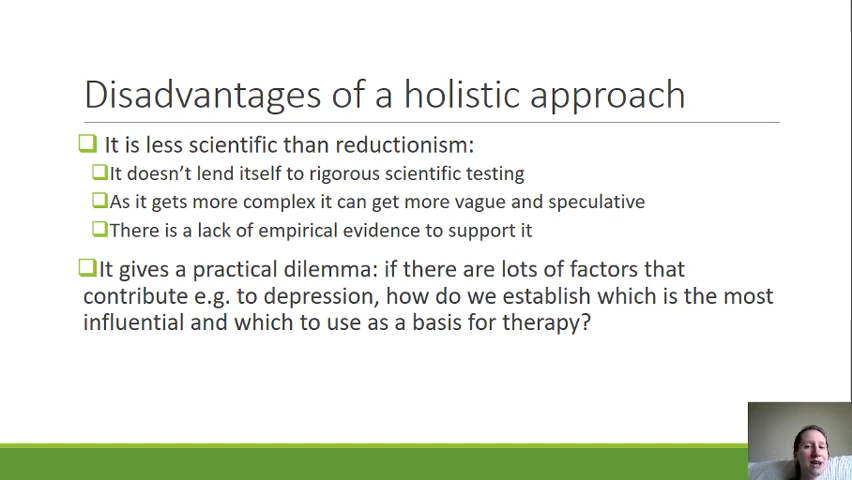 Disadvantages of a holistic approach
It is less scientific than reductionism:
It doesn't lend itself to rigorous scientific testing
As it gets more complex it can get more vague and speculative
There is a lack of empirical evidence to support it
It gives a practical dilemma: if there are lots of factors that
contribute e.g. to depression, how do we establish which is the most
influential and which to use as a basis for therapy?